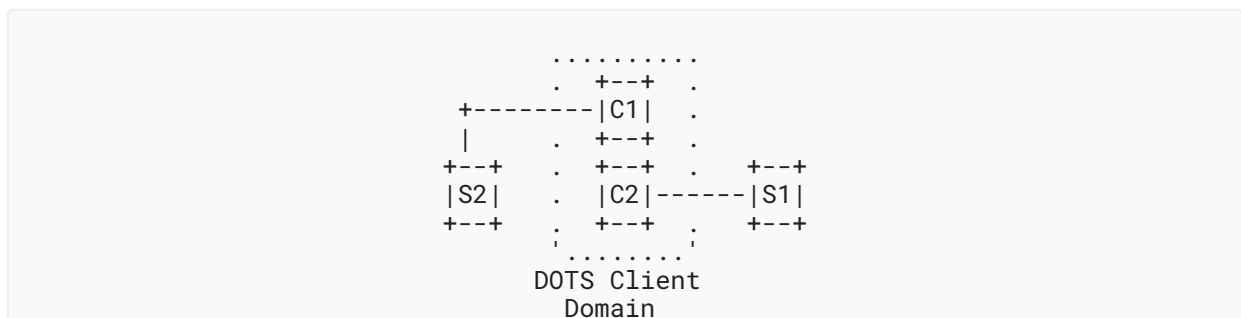 ..........
.  +--+  .
+--------|C1|  .
|     .  +--+  .
+--+   .  +--+  .   +--+
|S2|   .  |C2|------|S1|
+--+   .  +--+  .   +--+
'........'
DOTS Client
Domain